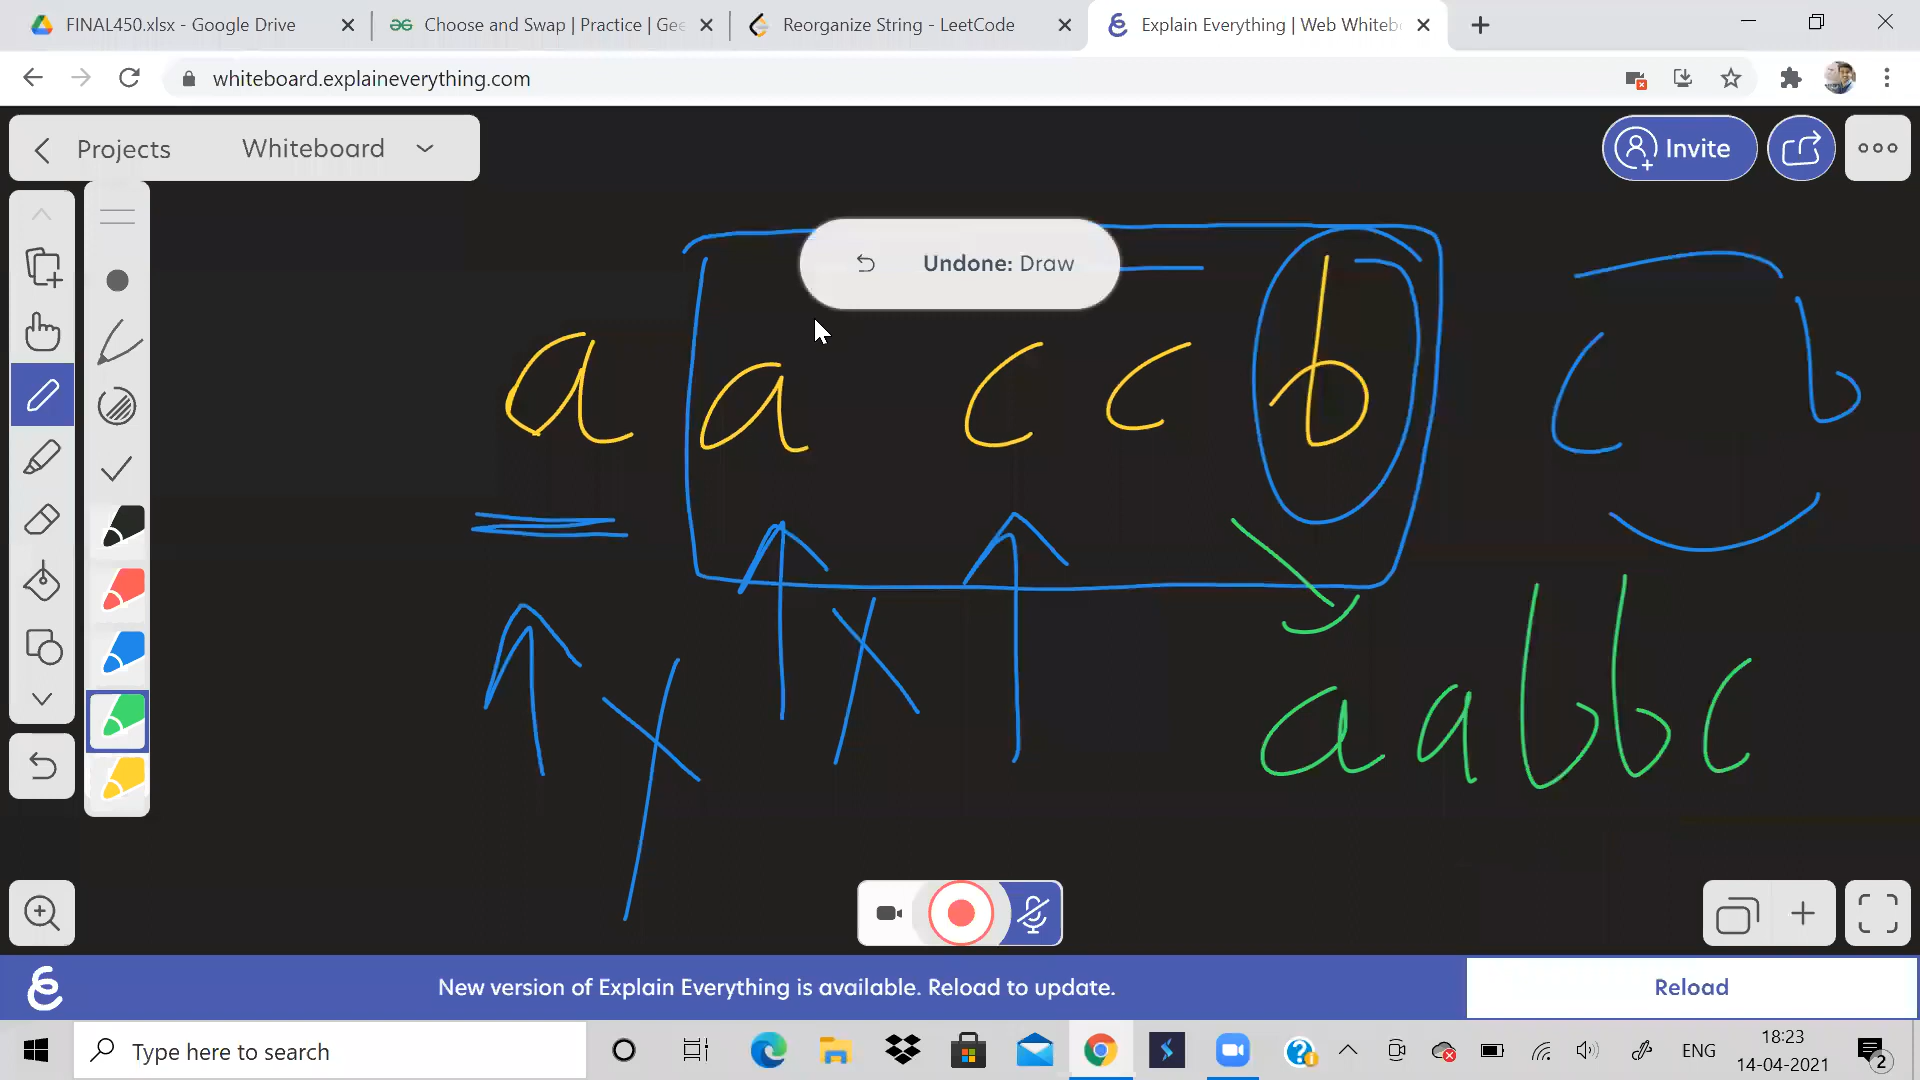 FINAL450.xlsx - Google Drive
Choose and Swap | Practice | Gee
Reorganize String - LeetCode
Explain Everything | Web Whitebo
whiteboard.explaineverything.com
Projects Whiteboard
Invite
Undone: Draw
a a c c b c b
a a b b c
New version of Explain Everything is available. Reload to update.
Reload
Type here to search
ENG
18:23
14-04-2021
2